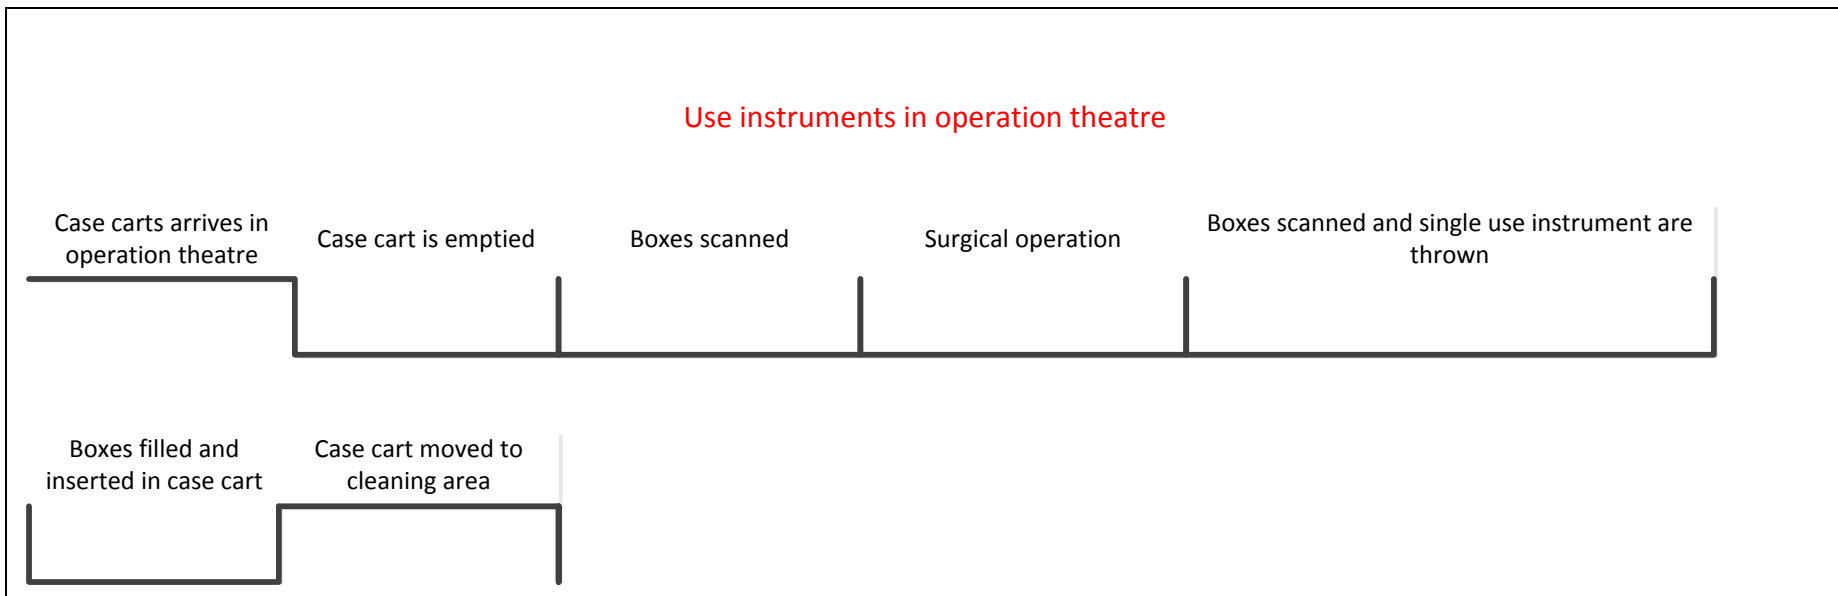 Use instruments in operation theatre
Case carts arrives in
operation theatre
Case cart is emptied
Boxes scanned
Surgical operation
Boxes scanned and single use instrument are
thrown
Boxes filled and
inserted in case cart
Case cart moved to
cleaning area